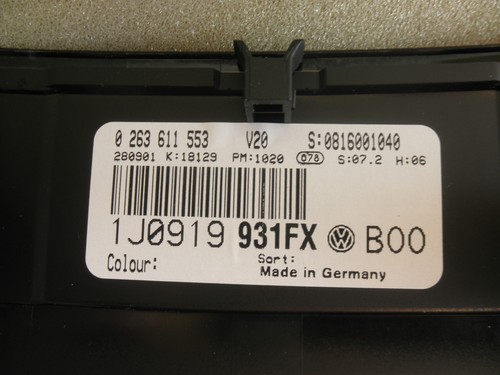 0 263 611 553 V20 S:0816001040
280901 K:18129 PM:1020 078 S:07.2 H:06
1J0919 931FX VW B00
Colour: Sort:
Made in Germany